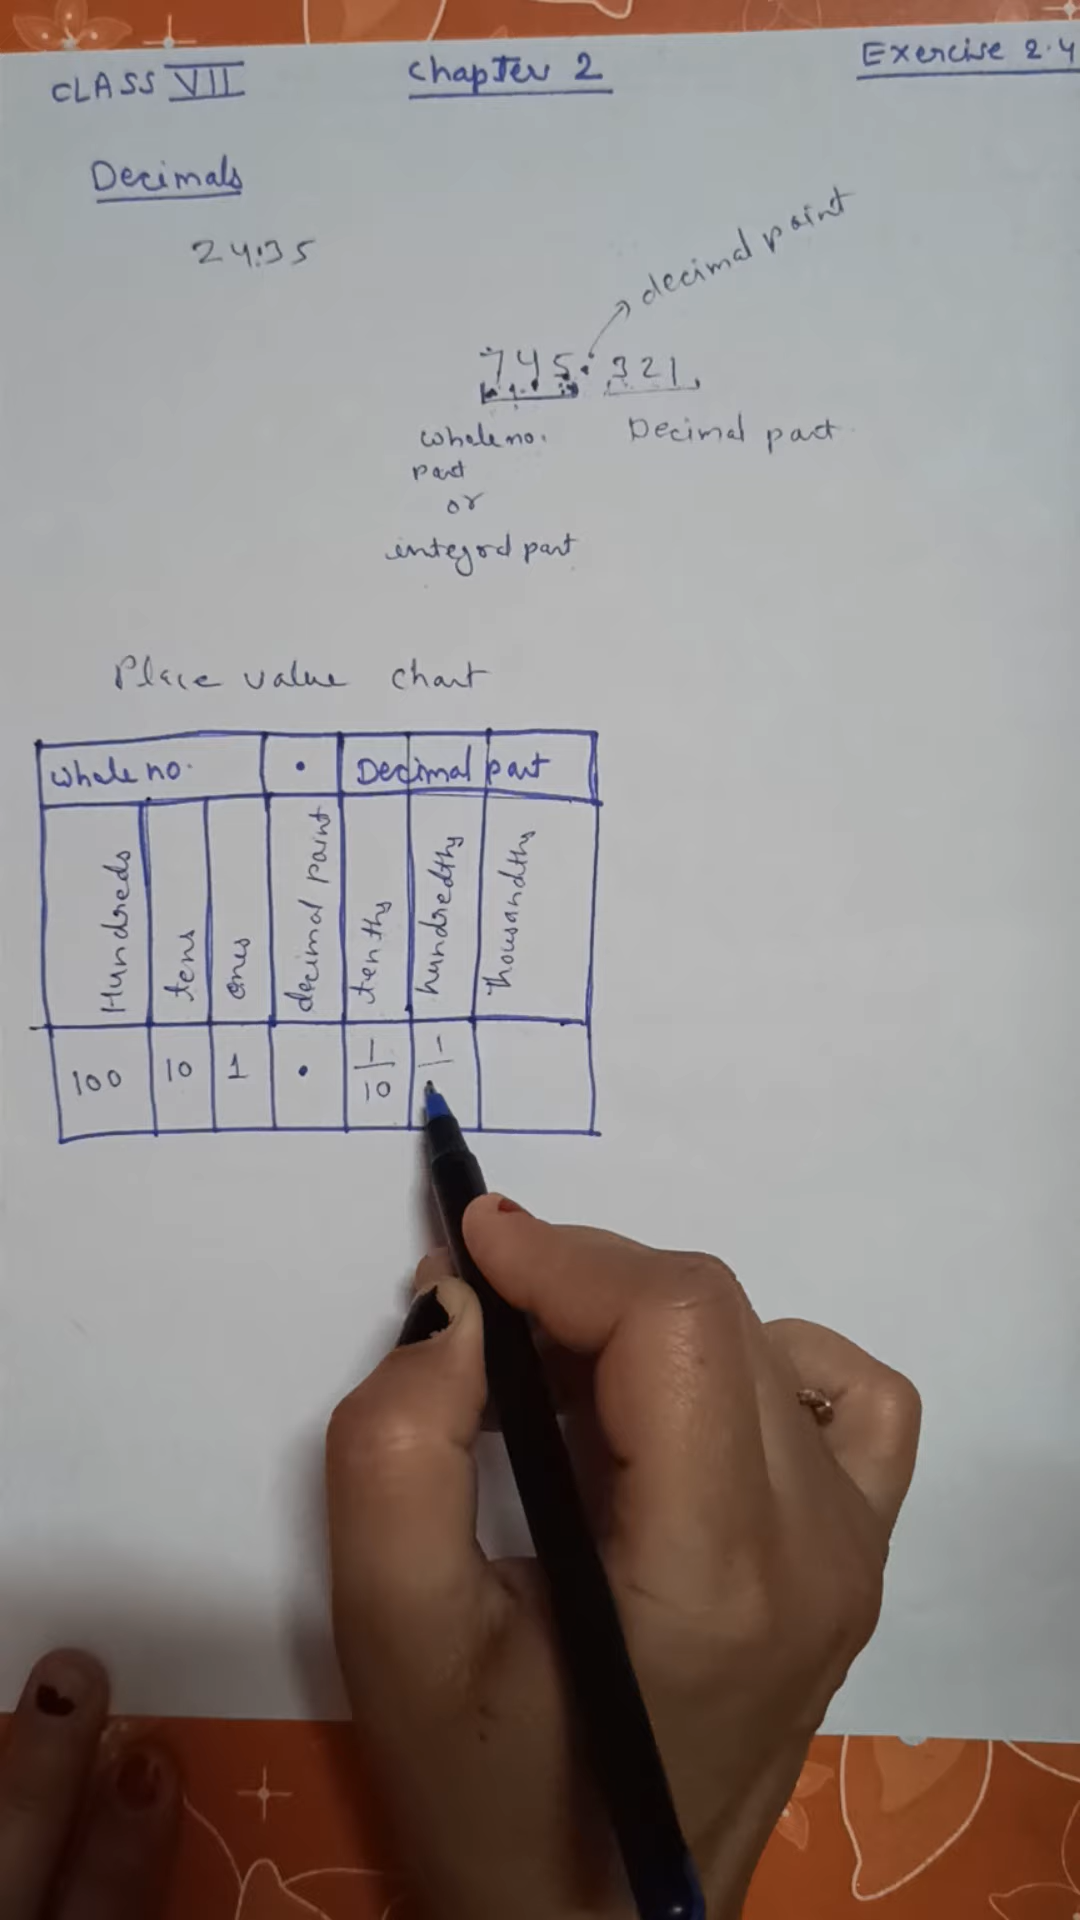 CLASS VII
Chapter 2
Exercise 2.4
Decimals
24.35
decimal point
745.321
whole no. Decimal part
part
or
integral part
Place value chart
whole no. . Decimal part
Hundreds tens ones decimal point tenths hundredths thousandths
100 10 1 . 1/10 1